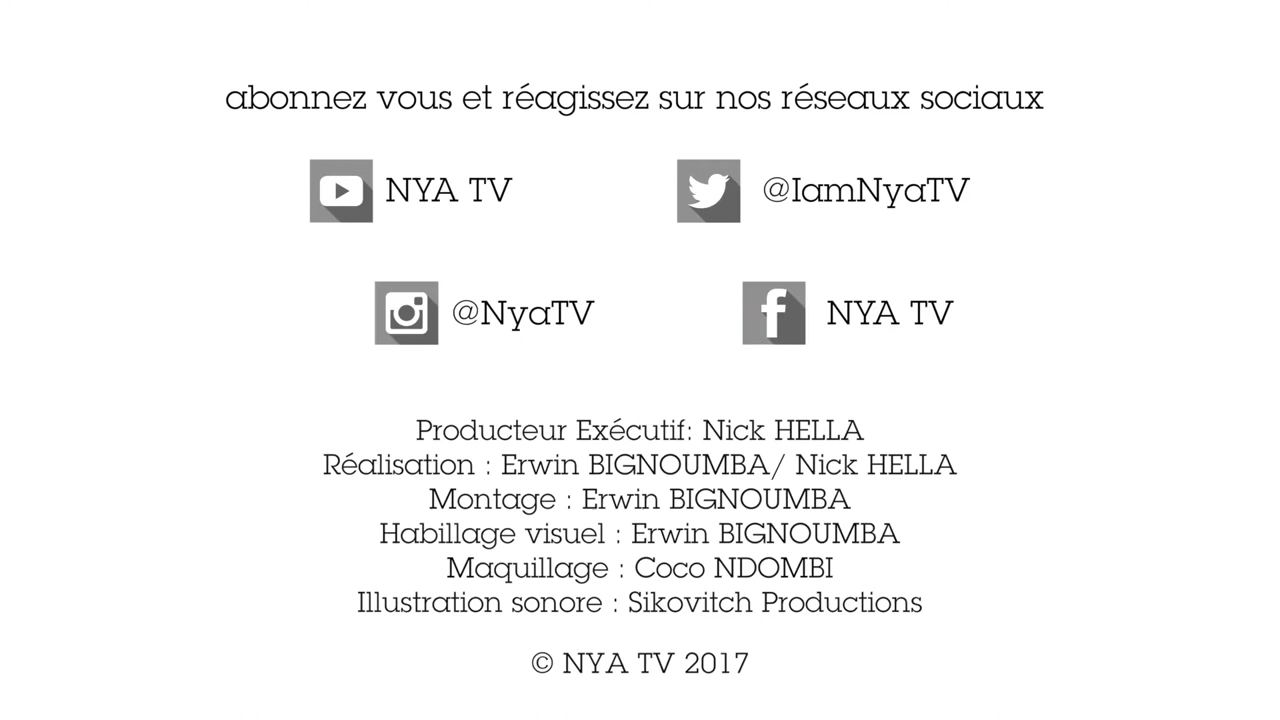 abonnez vous et réagissez sur nos réseaux sociaux
NYA TV
@IamNyaTV
@NyaTV
NYA TV
Producteur Exécutif: Nick HELLA
Réalisation : Erwin BIGNOUMBA/ Nick HELLA
Montage : Erwin BIGNOUMBA
Habillage visuel : Erwin BIGNOUMBA
Maquillage : Coco NDOMBI
Illustration sonore : Sikovitch Productions
© NYA TV 2017